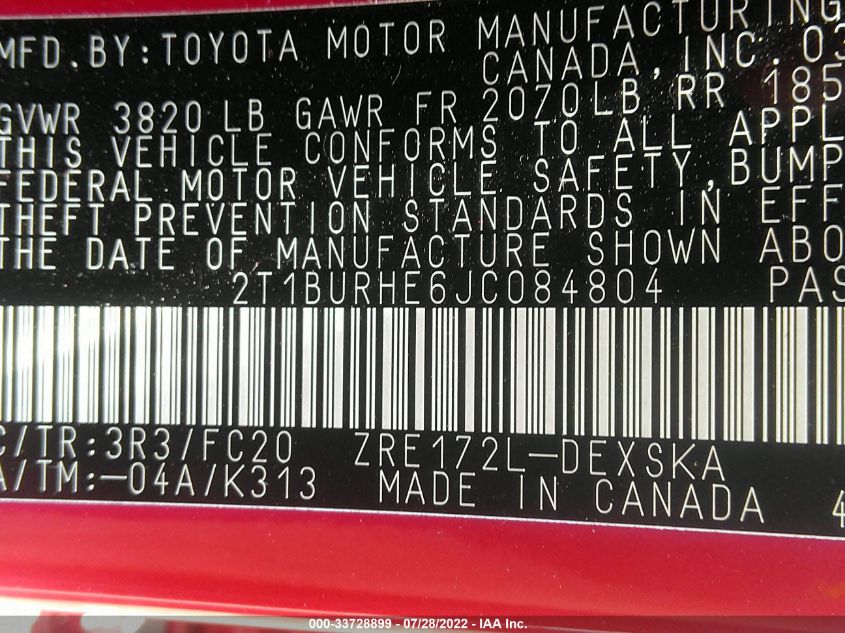 MFD. BY: TOYOTA MOTOR MANUFACTURING
CANADA, INC. 03
GVWR 3820 LB GAWR FR 2070LB RR 185
THIS VEHICLE CONFORMS TO ALL APPL
FEDERAL MOTOR VEHICLE SAFETY, BUMP
THEFT PREVENTION STANDARDS IN EFF
THE DATE OF MANUFACTURE SHOWN ABO
2T1BURHE6JC084804 PAS
C/TR:3R3/FC20 ZRE172L-DEXSKA
A/TM:-04A/K313 MADE IN CANADA 4
000-33728899 / 07/28/2022 - IAA Inc.